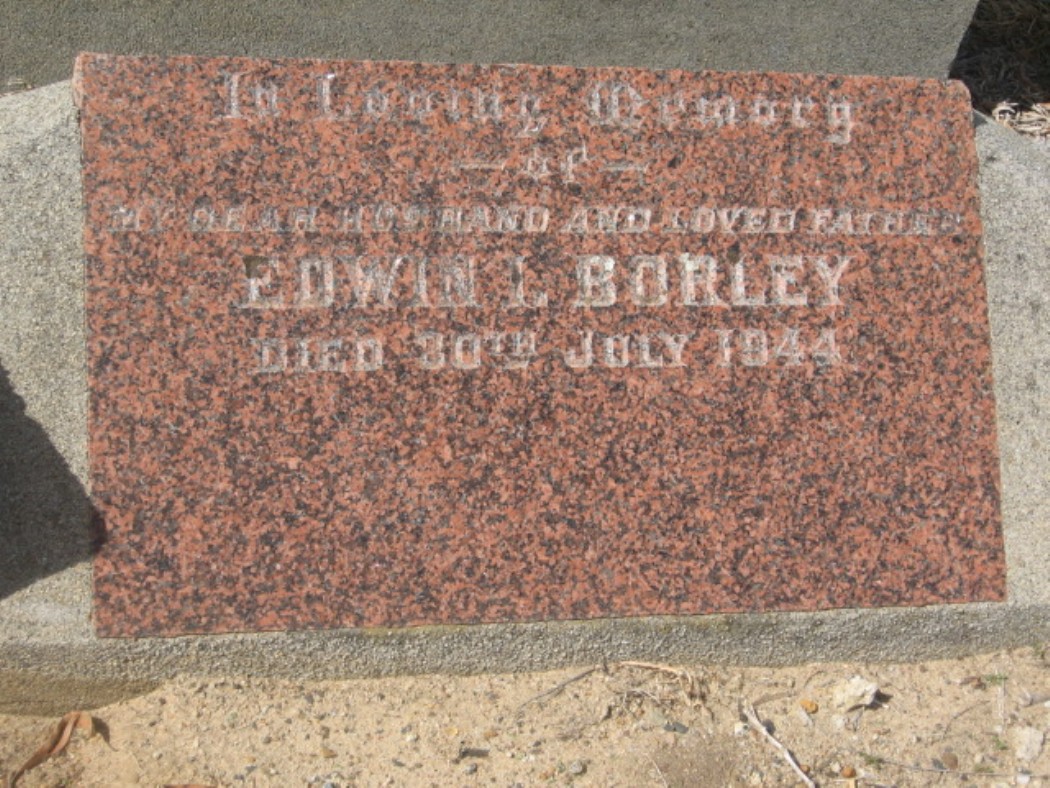 In Loving Memory
— of —
MY DEAR HUSBAND AND LOVED FATHER
EDWIN L BORLEY
DIED 30TH JULY 1944